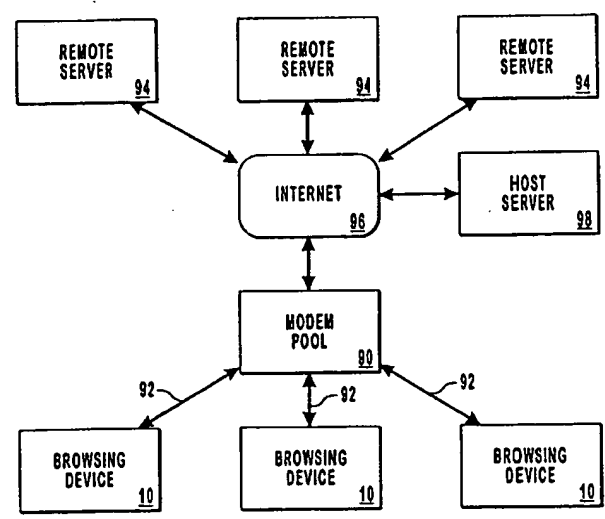 REMOTE
SERVER
94
REMOTE
SERVER
94
REMOTE
SERVER
94
INTERNET
96
HOST
SERVER
98
MODEM
POOL
90
92
92
92
BROWSING
DEVICE
10
BROWSING
DEVICE
10
BROWSING
DEVICE
10